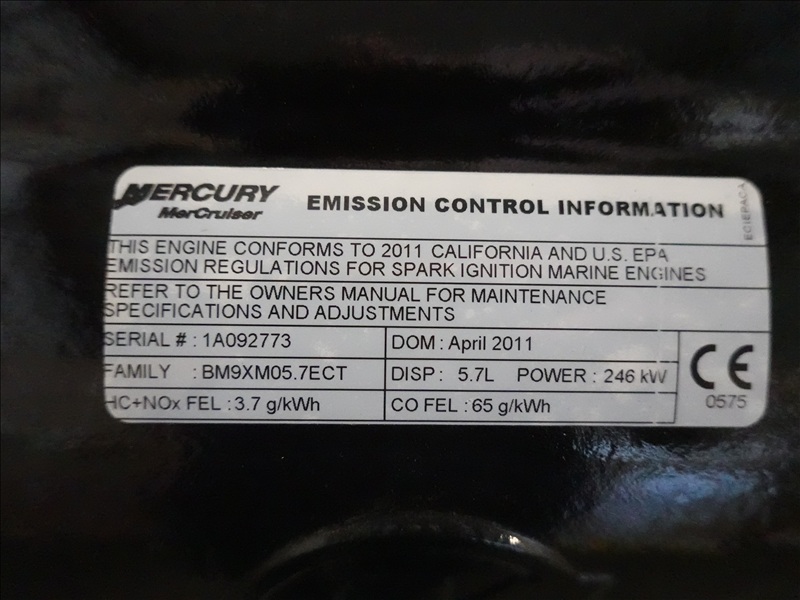 MERCURY
MerCruiser
EMISSION CONTROL INFORMATION
ECIEPACA
THIS ENGINE CONFORMS TO 2011 CALIFORNIA AND U.S. EPA
EMISSION REGULATIONS FOR SPARK IGNITION MARINE ENGINES
REFER TO THE OWNERS MANUAL FOR MAINTENANCE
SPECIFICATIONS AND ADJUSTMENTS
SERIAL # : 1A092773 DOM : April 2011
FAMILY : BM9XM05.7ECT DISP : 5.7L POWER : 246 kW
HC+NOx FEL : 3.7 g/kWh CO FEL : 65 g/kWh
CE
0575